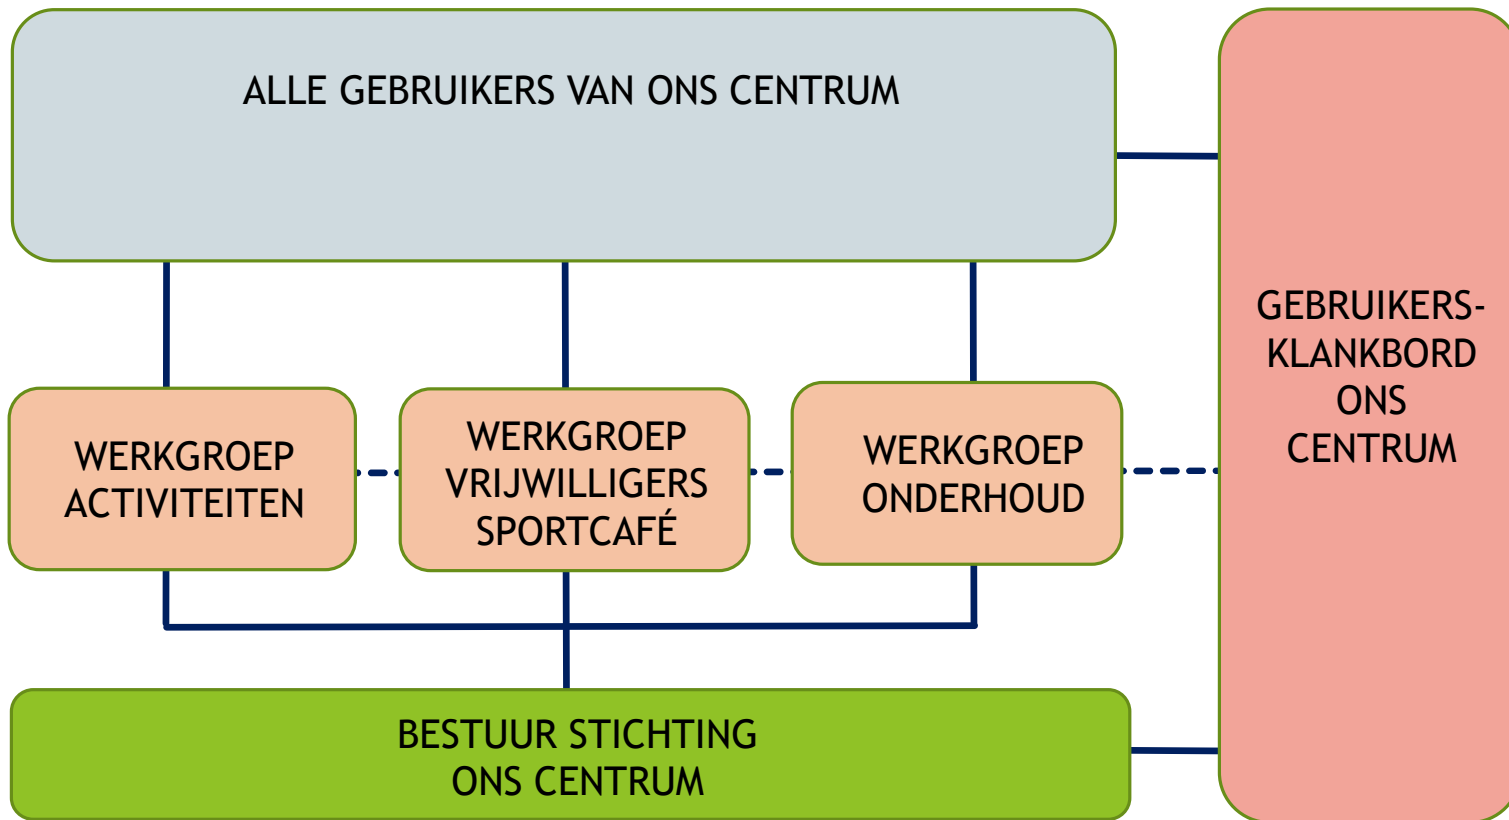 ALLE GEBRUIKERS VAN ONS CENTRUM
GEBRUIKERS-
KLANKBORD
ONS
CENTRUM
WERKGROEP
ACTIVITEITEN
WERKGROEP
VRIJWILLIGERS
SPORTCAFÉ
WERKGROEP
ONDERHOUD
BESTUUR STICHTING
ONS CENTRUM